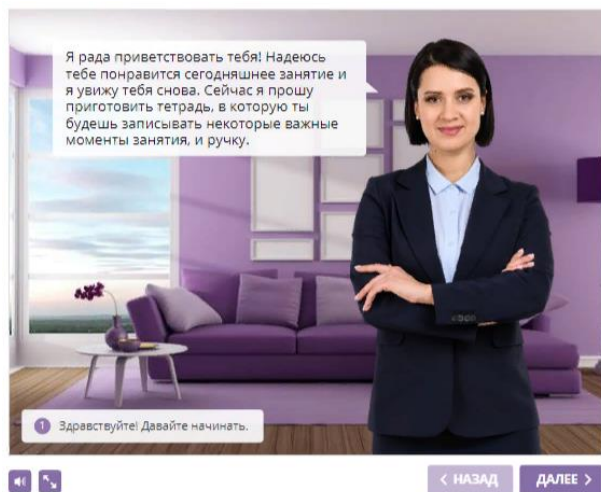 Я рада приветствовать тебя! Надеюсь
тебе понравится сегодняшнее занятие и
я увижу тебя снова. Сейчас я прошу
приготовить тетрадь, в которую ты
будешь записывать некоторые важные
моменты занятия, и ручку.
1 Здравствуйте! Давайте начинать.
< НАЗАД
ДАЛЕЕ >